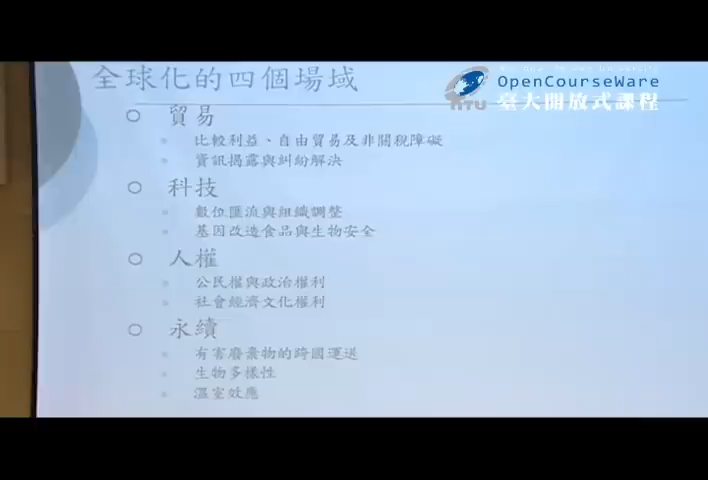 全球化的四個場域
OpenCourseWare
NTU 臺大開放式課程
貿易
比較利益、自由貿易及非關稅障礙
資訊揭露與糾紛解決
科技
數位匯流與組織調整
基因改造食品與生物安全
人權
公民權與政治權利
社會經濟文化權利
永續
有害廢棄物的跨國運送
生物多樣性
溫室效應